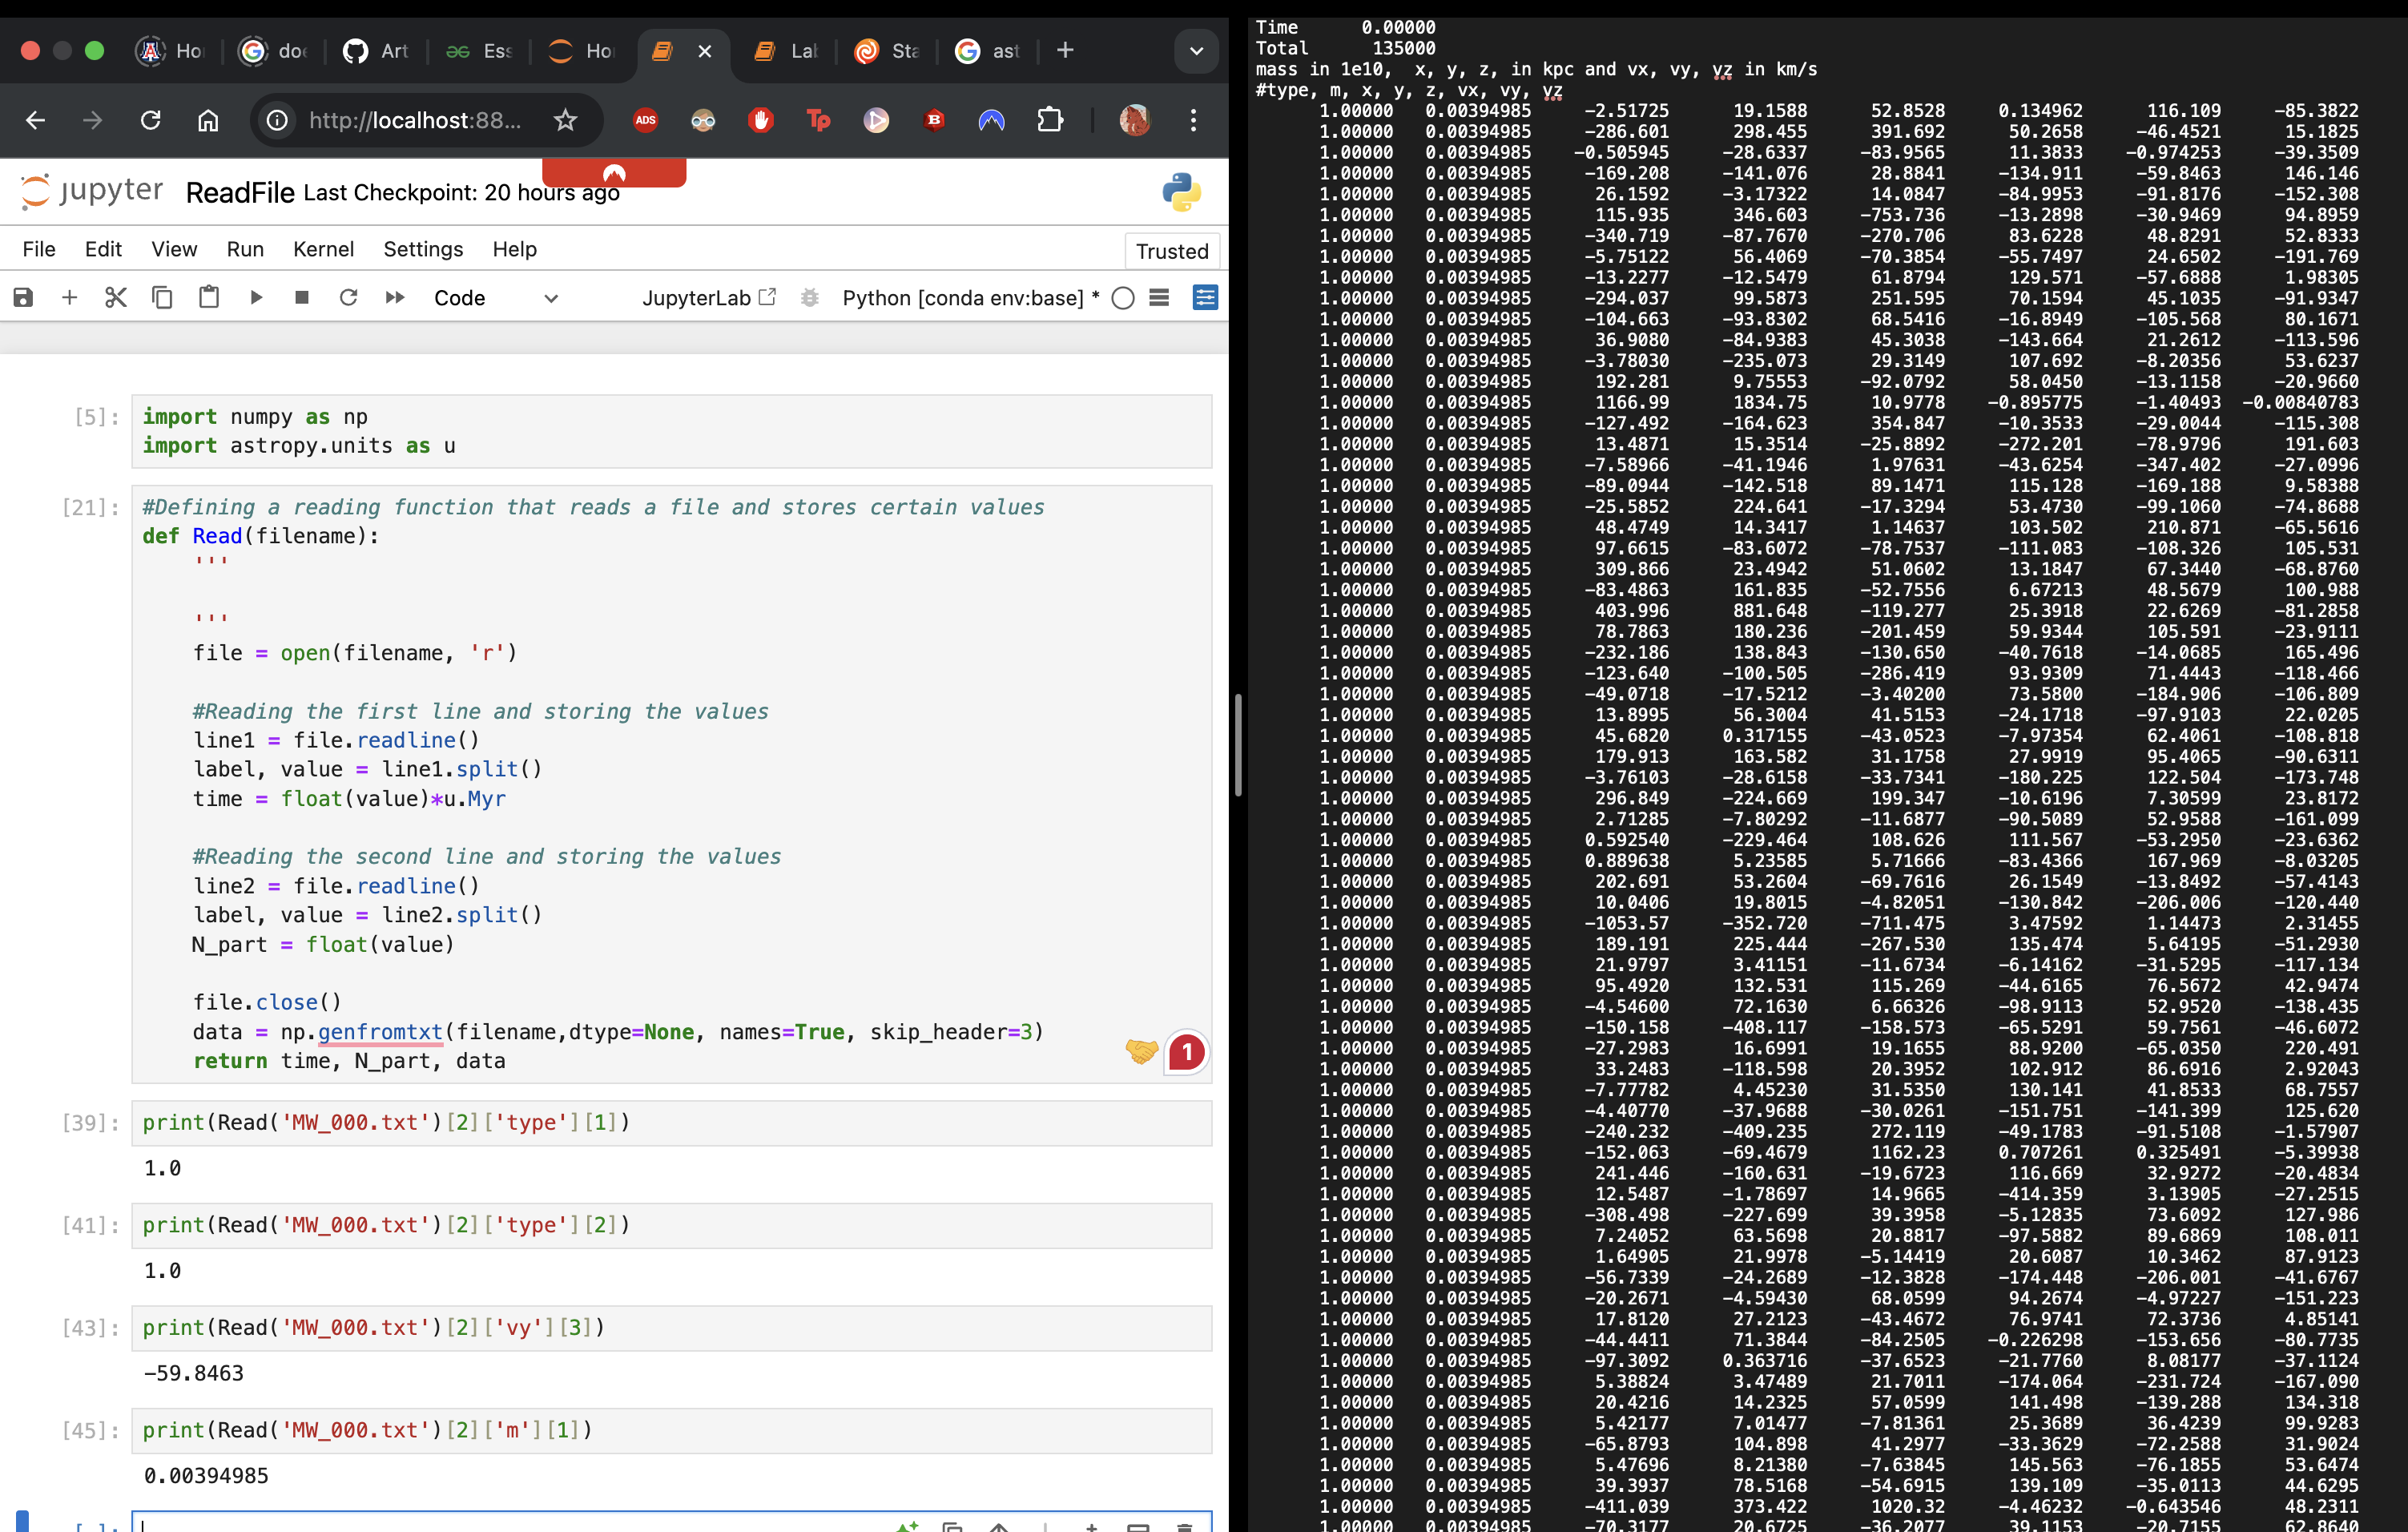 Ho
doe
Art
Ess
Ho
Lab
Sta
ast
http://localhost:88...
ADS
Tp
B
jupyter ReadFile Last Checkpoint: 20 hours ago
File Edit View Run Kernel Settings Help
Trusted
Code
JupyterLab
Python [conda env:base] *
[5]:
import numpy as np
import astropy.units as u
[21]:
#Defining a reading function that reads a file and stores certain values
def Read(filename):
'''
'''
file = open(filename, 'r')
#Reading the first line and storing the values
line1 = file.readline()
label, value = line1.split()
time = float(value)*u.Myr
#Reading the second line and storing the values
line2 = file.readline()
label, value = line2.split()
N_part = float(value)
file.close()
data = np.genfromtxt(filename,dtype=None, names=True, skip_header=3)
return time, N_part, data
1
[39]:
print(Read('MW_000.txt')[2]['type'][1])
1.0
[41]:
print(Read('MW_000.txt')[2]['type'][2])
1.0
[43]:
print(Read('MW_000.txt')[2]['vy'][3])
-59.8463
[45]:
print(Read('MW_000.txt')[2]['m'][1])
0.00394985
[ ]:
Time 0.00000
Total 135000
mass in 1e10, x, y, z, in kpc and vx, vy, vz in km/s
#type, m, x, y, z, vx, vy, vz
1.00000 0.00394985 -2.51725 19.1588 52.8528 0.134962 116.109 -85.3822
1.00000 0.00394985 -286.601 298.455 391.692 50.2658 -46.4521 15.1825
1.00000 0.00394985 -0.505945 -28.6337 -83.9565 11.3833 -0.974253 -39.3509
1.00000 0.00394985 -169.208 -141.076 28.8841 -134.911 -59.8463 146.146
1.00000 0.00394985 26.1592 -3.17322 14.0847 -84.9953 -91.8176 -152.308
1.00000 0.00394985 115.935 346.603 -753.736 -13.2898 -30.9469 94.8959
1.00000 0.00394985 -340.719 -87.7670 -270.706 83.6228 48.8291 52.8333
1.00000 0.00394985 -5.75122 56.4069 -70.3854 -55.7497 24.6502 -191.769
1.00000 0.00394985 -13.2277 -12.5479 61.8794 129.571 -57.6888 1.98305
1.00000 0.00394985 -294.037 99.5873 251.595 70.1594 45.1035 -91.9347
1.00000 0.00394985 -104.663 -93.8302 68.5416 -16.8949 -105.568 80.1671
1.00000 0.00394985 36.9080 -84.9383 45.3038 -143.664 21.2612 -113.596
1.00000 0.00394985 -3.78030 -235.073 29.3149 107.692 -8.20356 53.6237
1.00000 0.00394985 192.281 9.75553 -92.0792 58.0450 -13.1158 -20.9660
1.00000 0.00394985 1166.99 1834.75 10.9778 -0.895775 -1.40493 -0.00840783
1.00000 0.00394985 -127.492 -164.623 354.847 -10.3533 -29.0044 -115.308
1.00000 0.00394985 13.4871 15.3514 -25.8892 -272.201 -78.9796 191.603
1.00000 0.00394985 -7.58966 -41.1946 1.97631 -43.6254 -347.402 -27.0996
1.00000 0.00394985 -89.0944 -142.518 89.1471 115.128 -169.188 9.58388
1.00000 0.00394985 -25.5852 224.641 -17.3294 53.4730 -99.1060 -74.8688
1.00000 0.00394985 48.4749 14.3417 1.14637 103.502 210.871 -65.5616
1.00000 0.00394985 97.6615 -83.6072 -78.7537 -111.083 -108.326 105.531
1.00000 0.00394985 309.866 23.4942 51.0602 13.1847 67.3440 -68.8760
1.00000 0.00394985 -83.4863 161.835 -52.7556 6.67213 48.5679 100.988
1.00000 0.00394985 403.996 881.648 -119.277 25.3918 22.6269 -81.2858
1.00000 0.00394985 78.7863 180.236 -201.459 59.9344 105.591 -23.9111
1.00000 0.00394985 -232.186 138.843 -130.650 -40.7618 -14.0685 165.496
1.00000 0.00394985 -123.640 -100.505 -286.419 93.9309 71.4443 -118.466
1.00000 0.00394985 -49.0718 -17.5212 -3.40200 73.5800 -184.906 -106.809
1.00000 0.00394985 13.8995 56.3004 41.5153 -24.1718 -97.9103 22.0205
1.00000 0.00394985 45.6820 0.317155 -43.0523 -7.97354 62.4061 -108.818
1.00000 0.00394985 179.913 163.582 31.1758 27.9919 95.4065 -90.6311
1.00000 0.00394985 -3.76103 -28.6158 -33.7341 -180.225 122.504 -173.748
1.00000 0.00394985 296.849 -224.669 199.347 -10.6196 7.30599 23.8172
1.00000 0.00394985 2.71285 -7.80292 -11.6877 -90.5089 52.9588 -161.099
1.00000 0.00394985 0.592540 -229.464 108.626 111.567 -53.2950 -23.6362
1.00000 0.00394985 0.889638 5.23585 5.71666 -83.4366 167.969 -8.03205
1.00000 0.00394985 202.691 53.2604 -69.7616 26.1549 -13.8492 -57.4143
1.00000 0.00394985 10.0406 19.8015 -4.82051 -130.842 -206.006 -120.440
1.00000 0.00394985 -1053.57 -352.720 -711.475 3.47592 1.14473 2.31455
1.00000 0.00394985 189.191 225.444 -267.530 135.474 5.64195 -51.2930
1.00000 0.00394985 21.9797 3.41151 -11.6734 -6.14162 -31.5295 -117.134
1.00000 0.00394985 95.4920 132.531 115.269 -44.6165 76.5672 42.9474
1.00000 0.00394985 -4.54600 72.1630 6.66326 -98.9113 52.9520 -138.435
1.00000 0.00394985 -150.158 -408.117 -158.573 -65.5291 59.7561 -46.6072
1.00000 0.00394985 -27.2983 16.6991 19.1655 88.9200 -65.0350 220.491
1.00000 0.00394985 33.2483 -118.598 20.3952 102.912 86.6916 2.92043
1.00000 0.00394985 -7.77782 4.45230 31.5350 130.141 41.8533 68.7557
1.00000 0.00394985 -4.40770 -37.9688 -30.0261 -151.751 -141.399 125.620
1.00000 0.00394985 -240.232 -409.235 272.119 -49.1783 -91.5108 -1.57907
1.00000 0.00394985 -152.063 -69.4679 1162.23 0.707261 0.325491 -5.39938
1.00000 0.00394985 241.446 -160.631 -19.6723 116.669 32.9272 -20.4834
1.00000 0.00394985 12.5487 -1.78697 14.9665 -414.359 3.13905 -27.2515
1.00000 0.00394985 -308.498 -227.699 39.3958 -5.12835 73.6092 127.986
1.00000 0.00394985 7.24052 63.5698 20.8817 -97.5882 89.6869 108.011
1.00000 0.00394985 1.64905 21.9978 -5.14419 20.6087 10.3462 87.9123
1.00000 0.00394985 -56.7339 -24.2689 -12.3828 -174.448 -206.001 -41.6767
1.00000 0.00394985 -20.2671 -4.59430 68.0599 94.2674 -4.97227 -151.223
1.00000 0.00394985 17.8120 27.2123 -43.4672 76.9741 72.3736 4.85141
1.00000 0.00394985 -44.4411 71.3844 -84.2505 -0.226298 -153.656 -80.7735
1.00000 0.00394985 -97.3092 0.363716 -37.6523 -21.7760 8.08177 -37.1124
1.00000 0.00394985 5.38824 3.47489 21.7011 -174.064 -231.724 -167.090
1.00000 0.00394985 20.4216 14.2325 57.0599 141.498 -139.288 134.318
1.00000 0.00394985 5.42177 7.01477 -7.81361 25.3689 36.4239 99.9283
1.00000 0.00394985 -65.8793 104.898 41.2977 -33.3629 -72.2588 31.9024
1.00000 0.00394985 5.47696 8.21380 -7.63845 145.563 -76.1855 53.6474
1.00000 0.00394985 39.3937 78.5168 -54.6915 139.109 -35.0113 44.6295
1.00000 0.00394985 -411.039 373.422 1020.32 -4.46232 -0.643546 48.2311
1.00000 0.00394985 -70.3177 20.6725 -36.2077 39.1153 -20.7155 62.8640